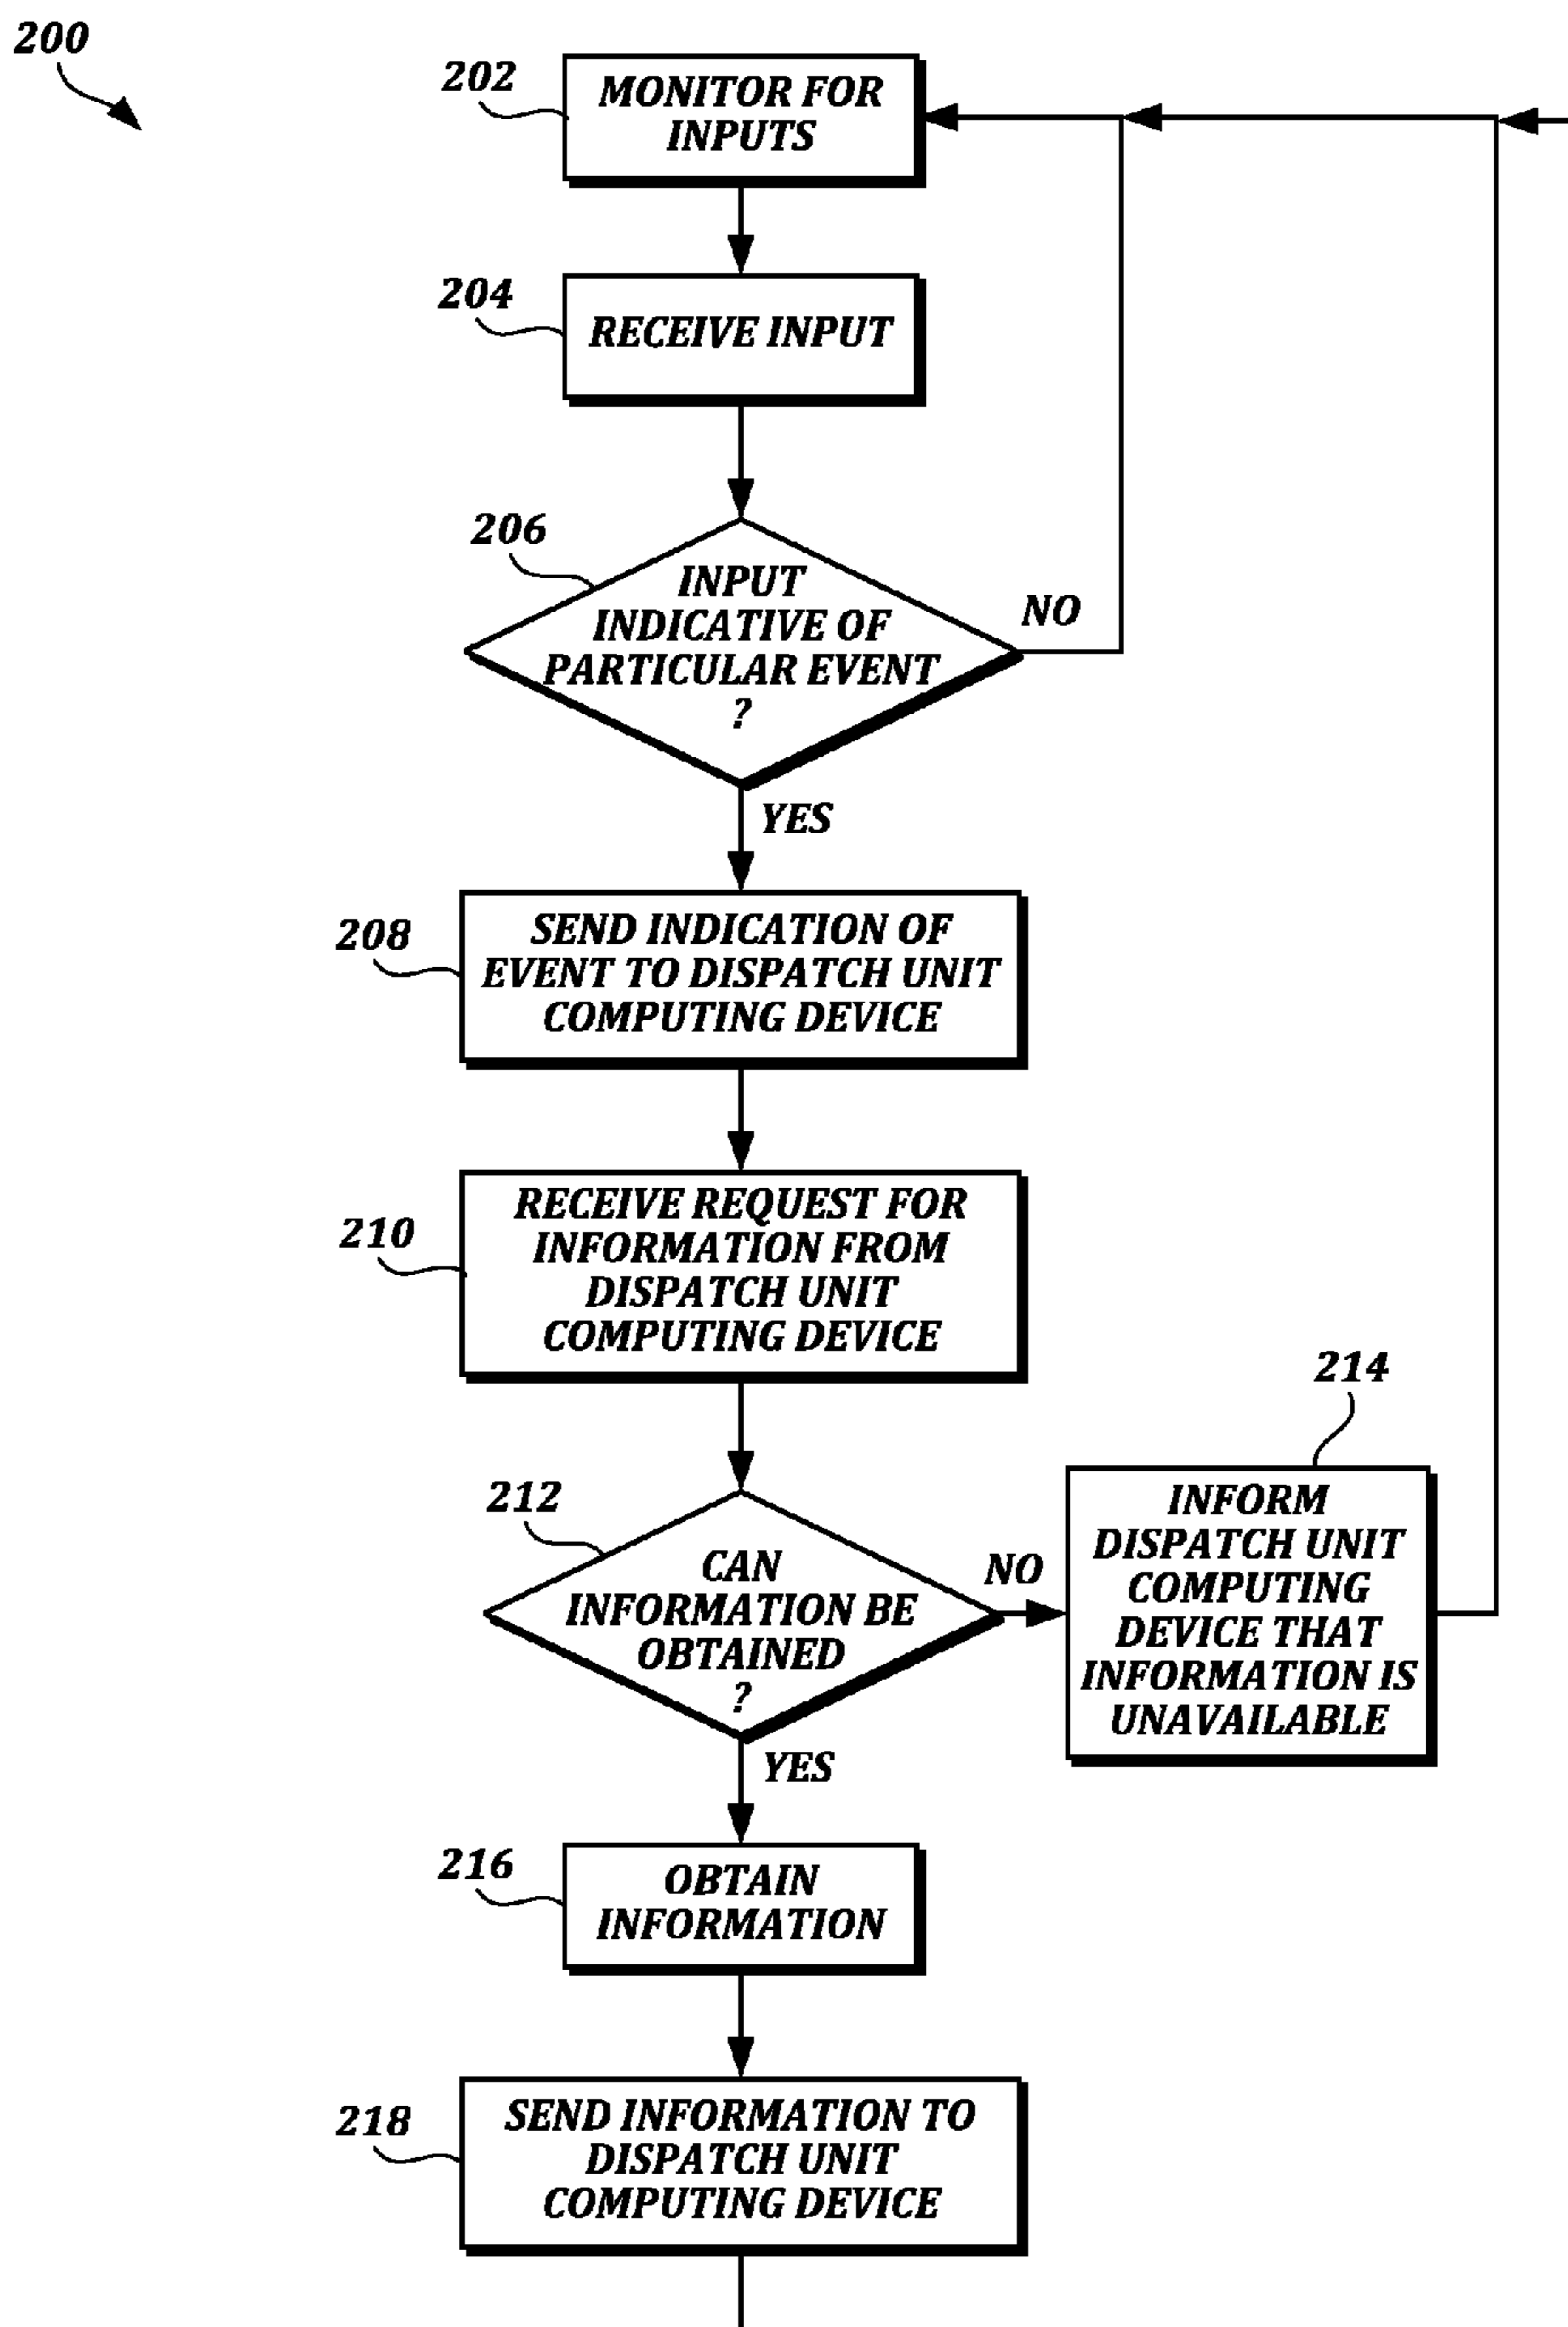 200
202
MONITOR FOR
INPUTS
204
RECEIVE INPUT
206
INPUT
INDICATIVE OF
PARTICULAR EVENT
?
NO
YES
208
SEND INDICATION OF
EVENT TO DISPATCH UNIT
COMPUTING DEVICE
210
RECEIVE REQUEST FOR
INFORMATION FROM
DISPATCH UNIT
COMPUTING DEVICE
212
CAN
INFORMATION BE
OBTAINED
?
NO
214
INFORM
DISPATCH UNIT
COMPUTING
DEVICE THAT
INFORMATION IS
UNAVAILABLE
YES
216
OBTAIN
INFORMATION
218
SEND INFORMATION TO
DISPATCH UNIT
COMPUTING DEVICE